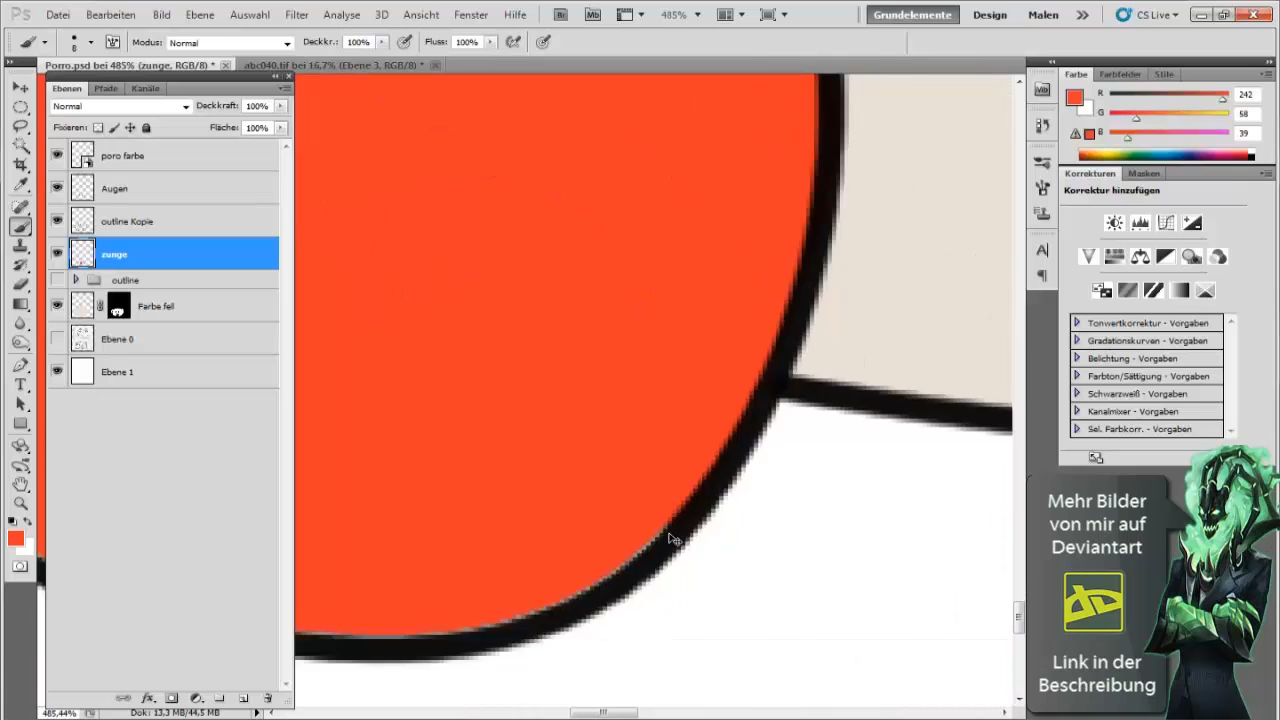 Ps Datei Bearbeiten Bild Ebene Auswahl Filter Analyse 3D Ansicht Fenster Hilfe Br Mb 485% Grundelemente Design Malen CS Live
8 Modus: Normal Deckkr.: 100% Fluss: 100%
Porro.psd bei 485% (zunge, RGB/8) * x abc040.tif bei 16,7% (Ebene 3, RGB/8) * x
Ebenen Pfade Kanäle
Normal Deckkraft: 100%
Fixieren: Fläche: 100%
poro farbe
Augen
outline Kopie
zunge
outline
Farbe fell
Ebene 0
Ebene 1
485,44% Dok: 13,3 MB/44,5 MB
Farbe Farbfelder Stile
R 242
G 58
B 39
Korrekturen Masken
Korrektur hinzufügen
Tonwertkorrektur - Vorgaben
Gradationskurven - Vorgaben
Belichtung - Vorgaben
Farbton/Sättigung - Vorgaben
Schwarzweiß - Vorgaben
Kanalmixer - Vorgaben
Sel. Farbkorr. - Vorgaben
Mehr Bilder
von mir auf
Deviantart
Link in der
Beschreibung